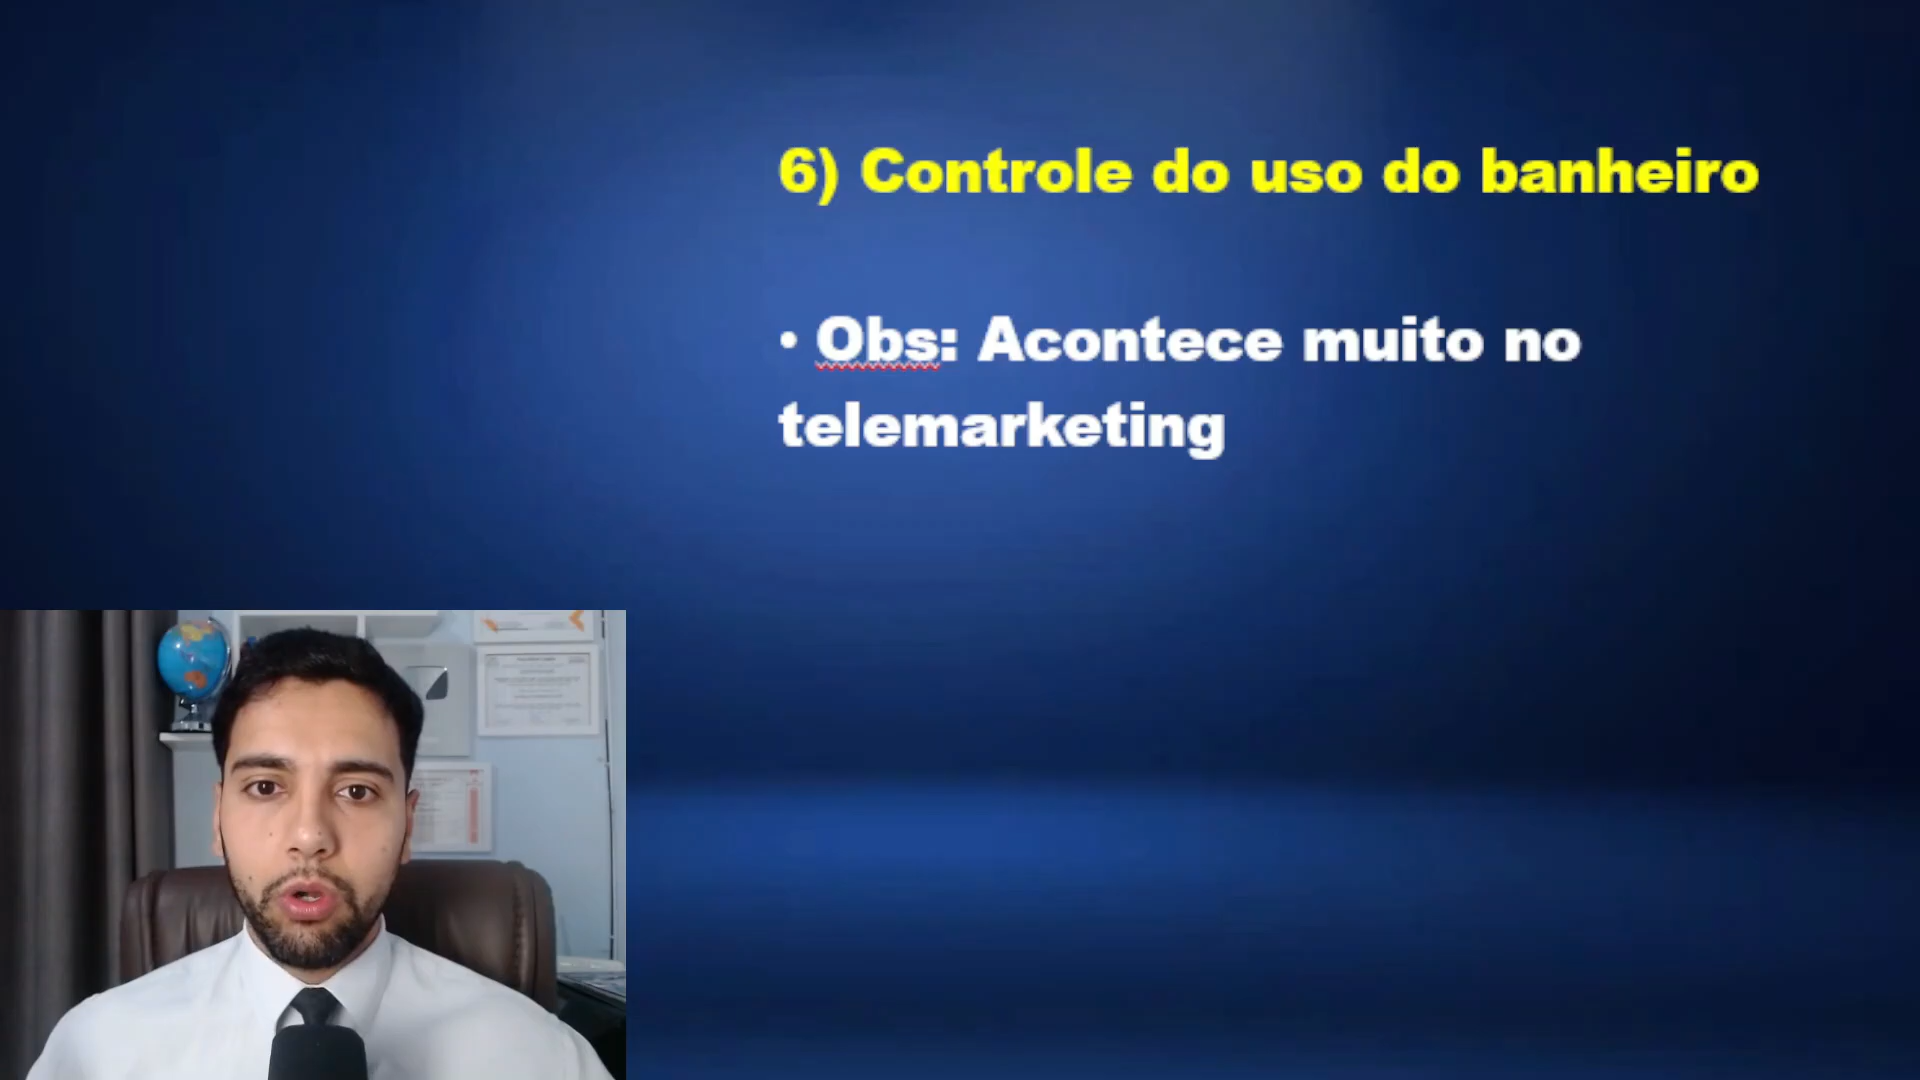 6) Controle do uso do banheiro
• Obs: Acontece muito no
telemarketing